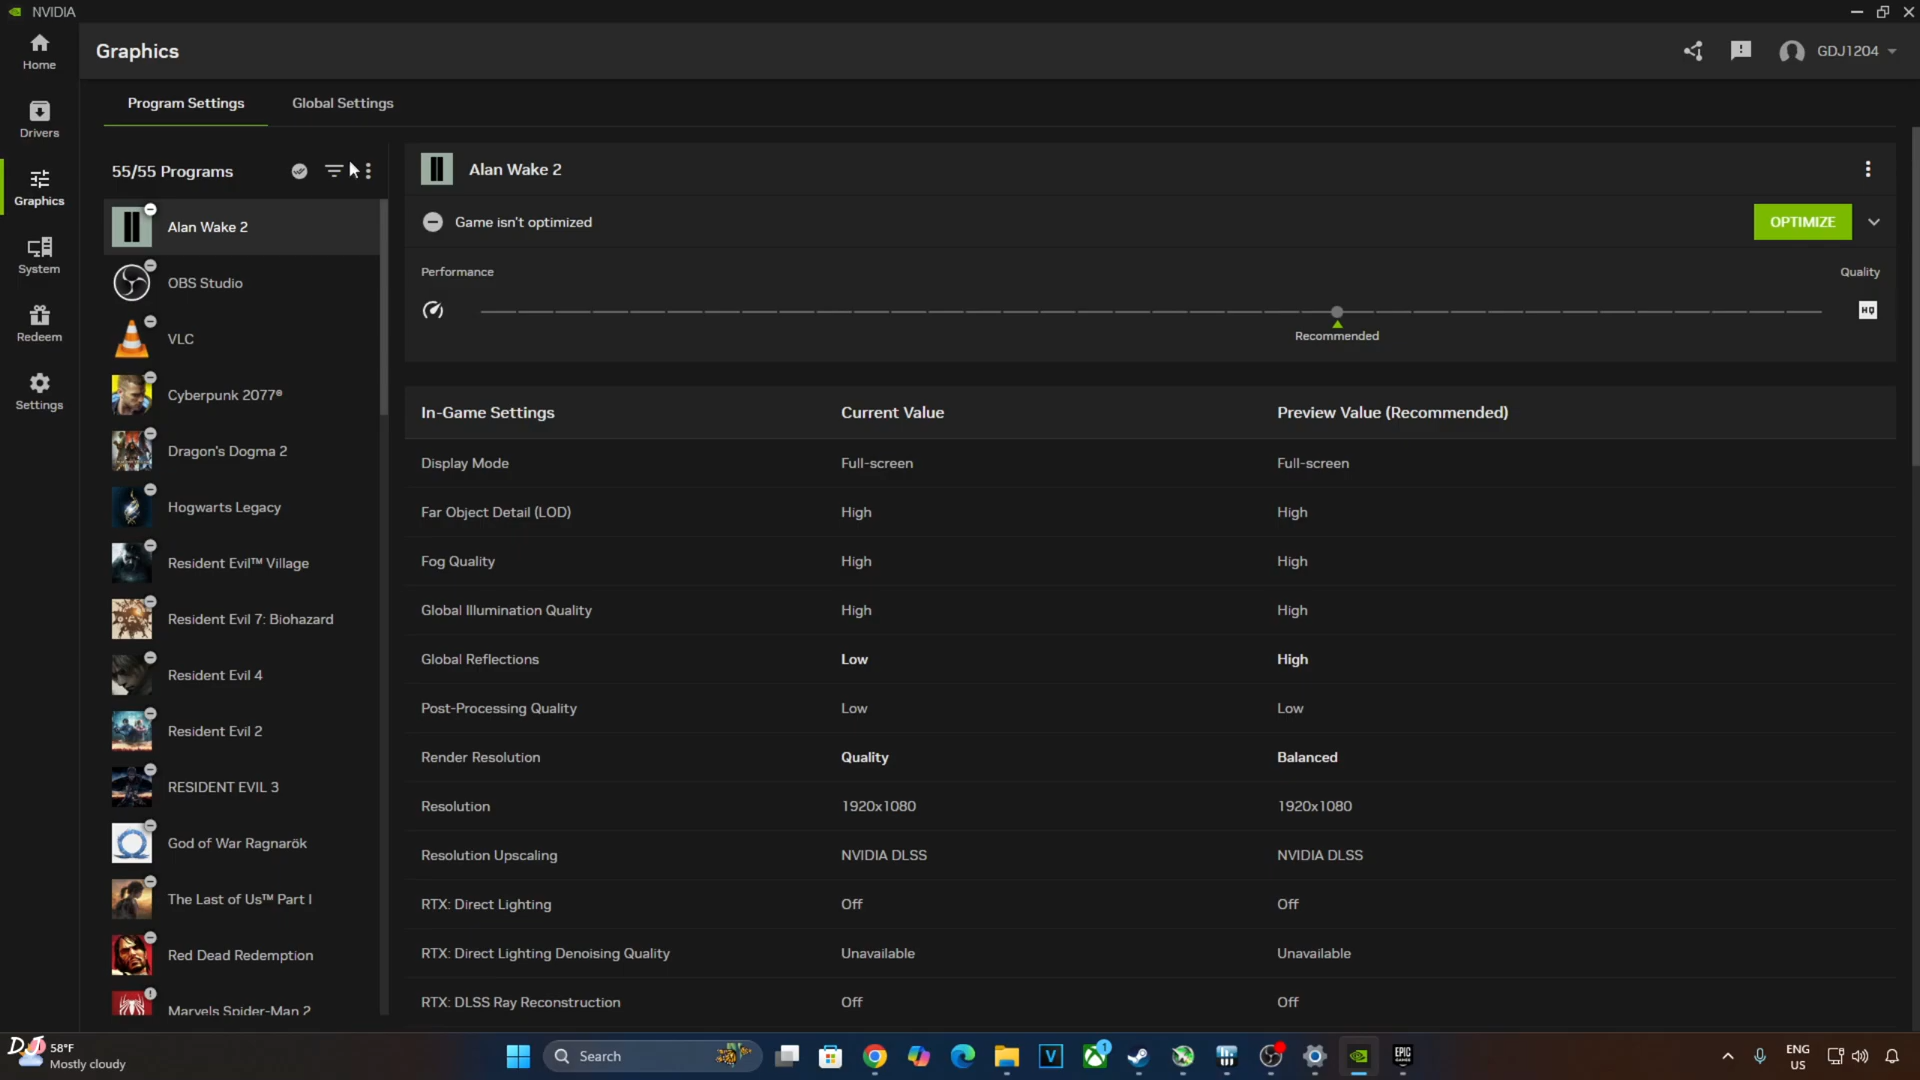 NVIDIA
Home
Drivers
Graphics
System
Redeem
Settings
Graphics
GDJ1204
Program Settings
Global Settings
55/55 Programs
Alan Wake 2
OBS Studio
VLC
Cyberpunk 2077®
Dragon's Dogma 2
Hogwarts Legacy
Resident Evil™ Village
Resident Evil 7: Biohazard
Resident Evil 4
Resident Evil 2
RESIDENT EVIL 3
God of War Ragnarök
The Last of Us™ Part I
Red Dead Redemption
Marvels Spider-Man 2
Alan Wake 2
Game isn't optimized
OPTIMIZE
Performance
Quality
HQ
Recommended
In-Game Settings Current Value Preview Value (Recommended)
Display Mode Full-screen Full-screen
Far Object Detail (LOD) High High
Fog Quality High High
Global Illumination Quality High High
Global Reflections Low High
Post-Processing Quality Low Low
Render Resolution Quality Balanced
Resolution 1920x1080 1920x1080
Resolution Upscaling NVIDIA DLSS NVIDIA DLSS
RTX: Direct Lighting Off Off
RTX: Direct Lighting Denoising Quality Unavailable Unavailable
RTX: DLSS Ray Reconstruction Off Off
DJ
58°F
Mostly cloudy
Search
V
1
EPIC
GAMES
ENG
US